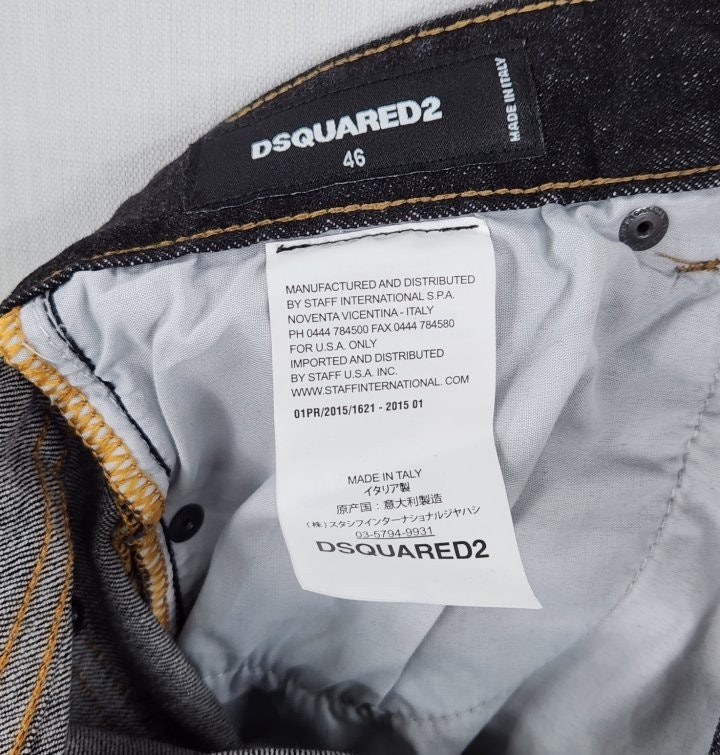 DSQUARED2
46
MADE IN ITALY
MANUFACTURED AND DISTRIBUTED
BY STAFF INTERNATIONAL S.P.A.
NOVENTA VICENTINA - ITALY
PH 0444 784500 FAX 0444 784580
FOR U.S.A. ONLY
IMPORTED AND DISTRIBUTED
BY STAFF U.S.A. INC.
WWW.STAFFINTERNATIONAL. COM
01PR/2015/1621 - 2015 01
MADE IN ITALY
イタリア製
原产国：意大利製造
(株) スタッフインターナショナルジャパン
03-5794-9931
DSQUARED2